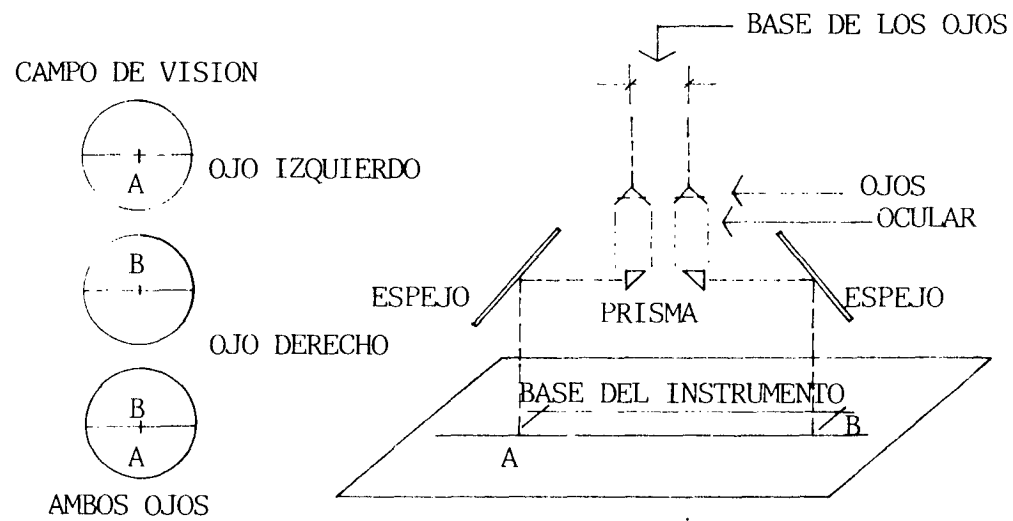 BASE DE LOS OJOS
CAMPO DE VISION
A
OJO IZQUIERDO
B
OJO DERECHO
B
A
AMBOS OJOS
OJOS
OCULAR
ESPEJO
PRISMA
ESPEJO
BASE DEL INSTRUMENTO
A
B